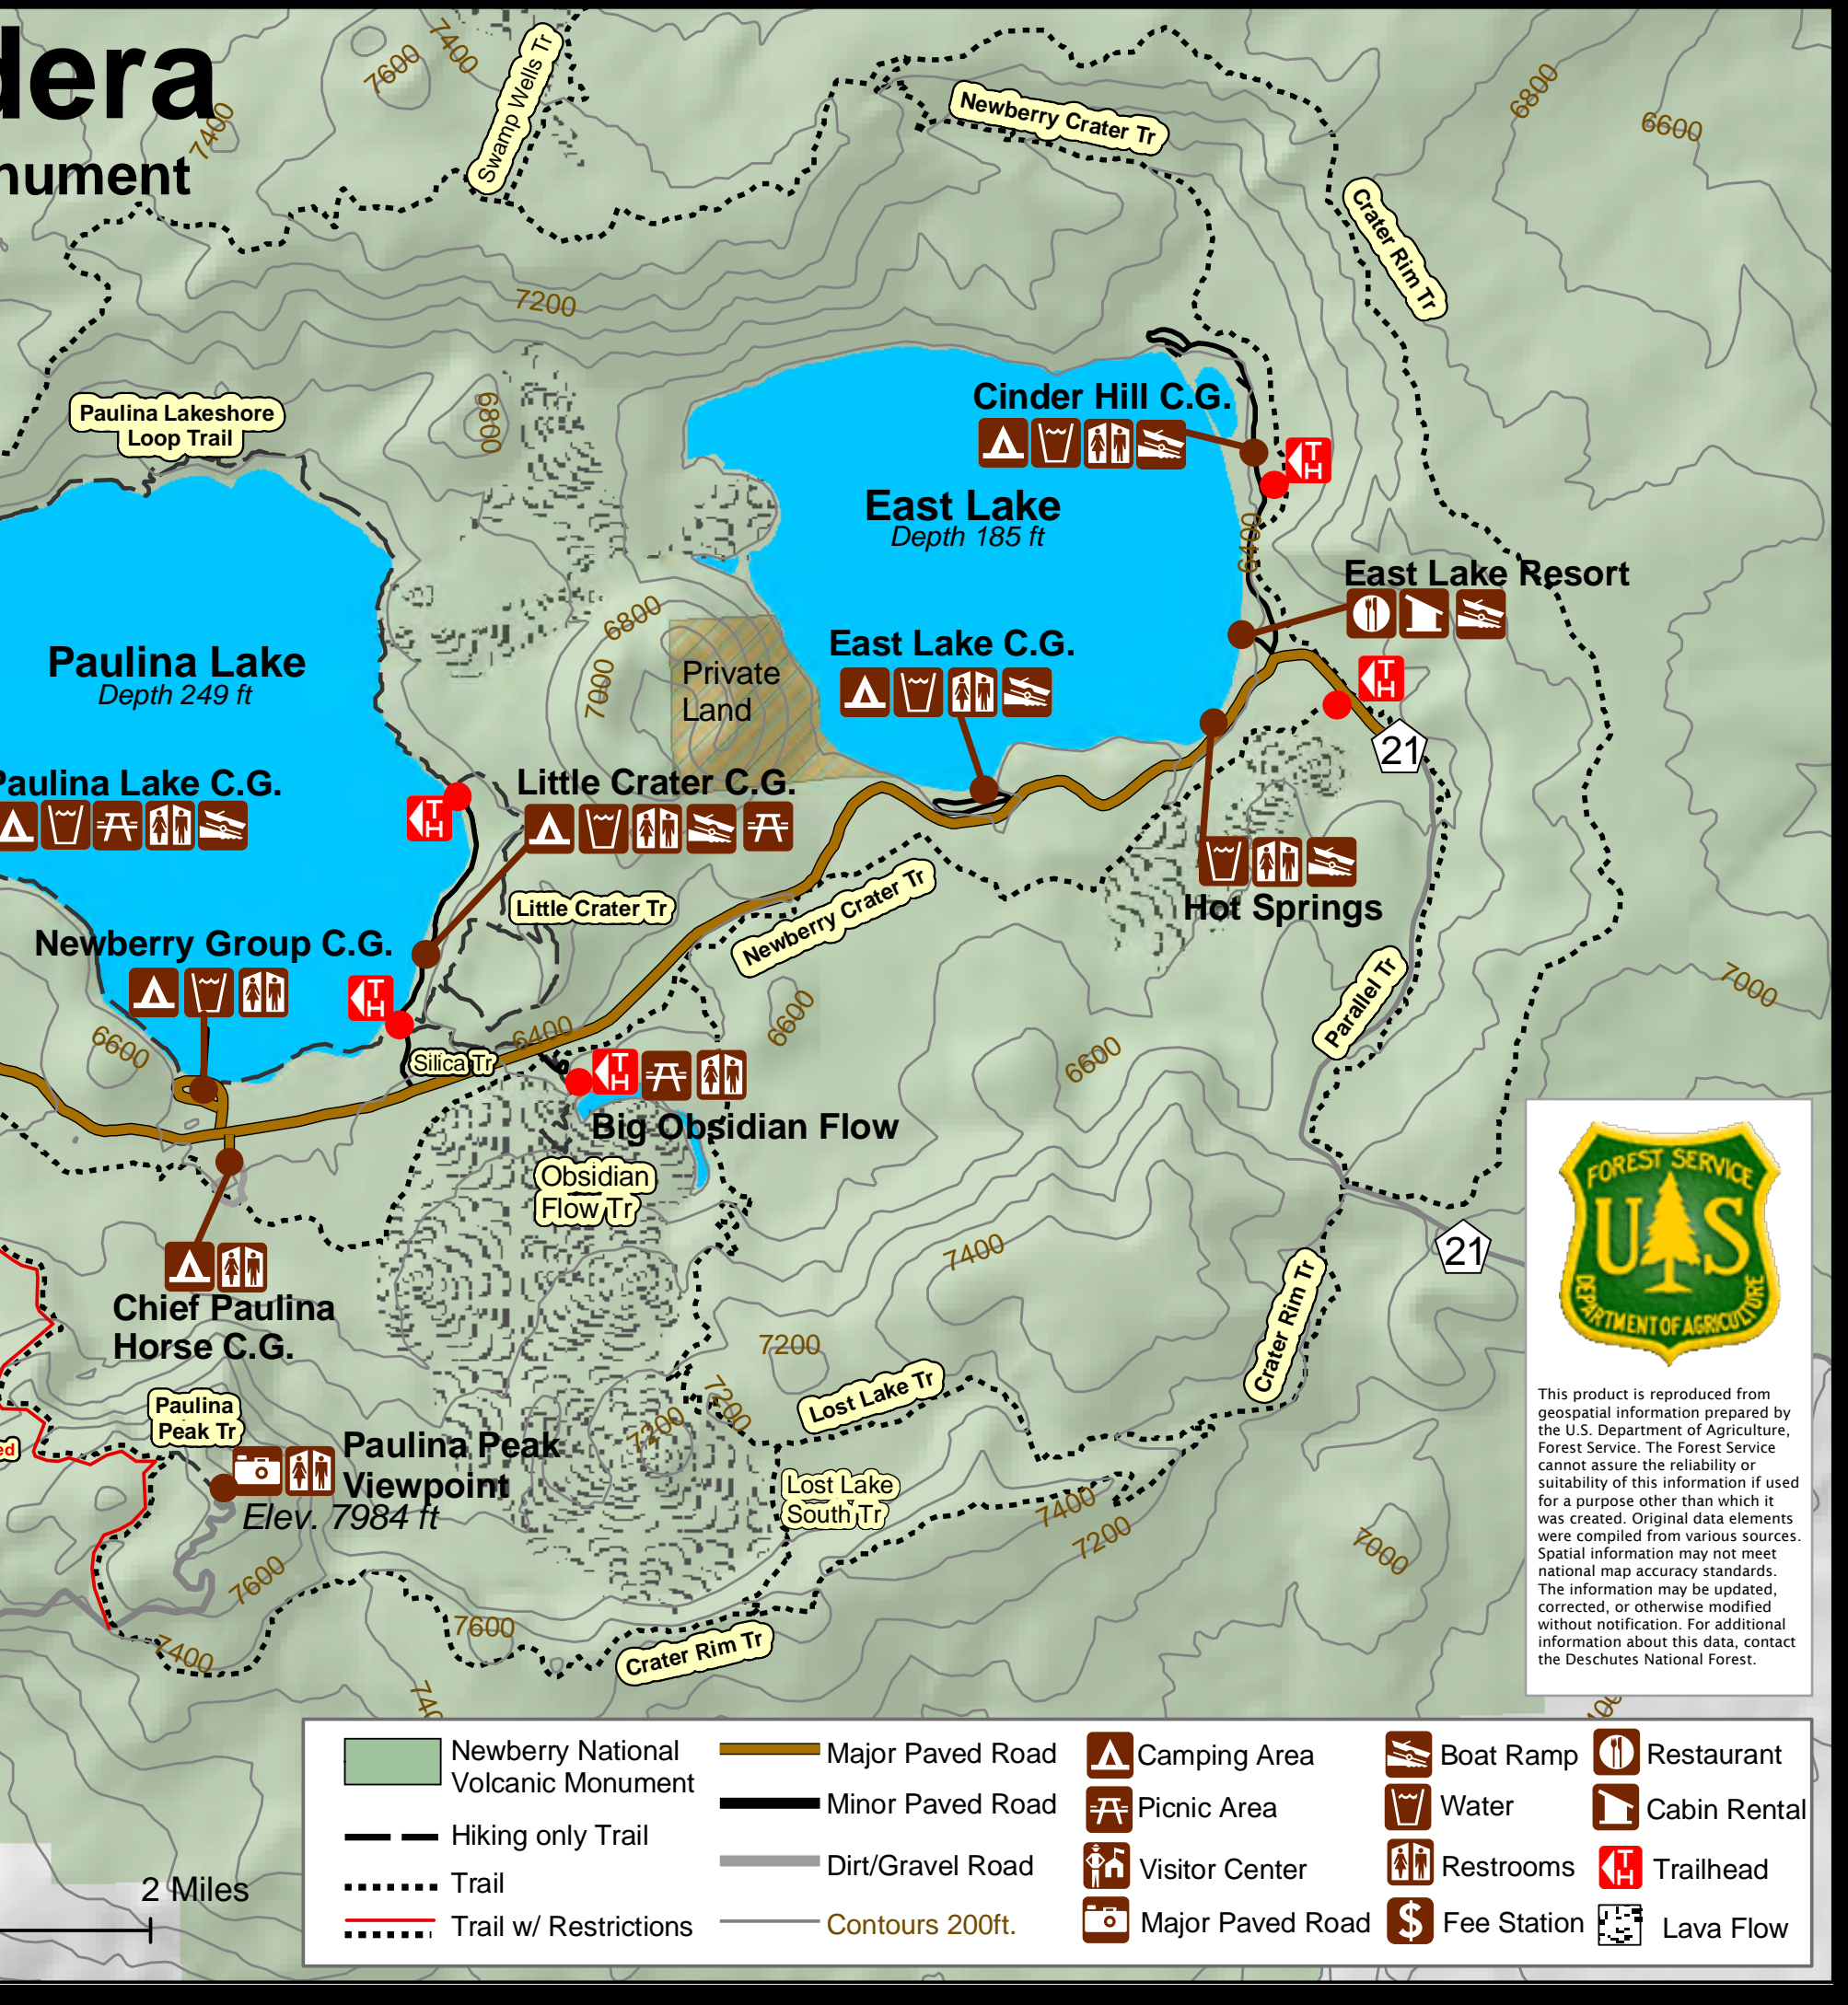 dera
nument
7600
7400
7400
Swamp Wells Tr
Newberry Crater Tr
6800
6600
Crater Rim Tr
7200
Paulina Lakeshore
Loop Trail
6800
Cinder Hill C.G.
TH
East Lake
Depth 185 ft
6400
East Lake Resort
6800
Paulina Lake
Depth 249 ft
7000
Private
Land
East Lake C.G.
TH
21
Paulina Lake C.G.
TH
Little Crater C.G.
Little Crater Tr
Newberry Crater Tr
Hot Springs
Newberry Group C.G.
TH
6600
Silica Tr
6400
6600
6600
Parallel Tr
7000
TH
Big Obsidian Flow
Obsidian
Flow Tr
7400
21
Chief Paulina
Horse C.G.
7200
Crater Rim Tr
Lost Lake Tr
7200
7200
Paulina
Peak Tr
ed
Paulina Peak
Viewpoint
Elev. 7984 ft
Lost Lake
South Tr
7400
7200
7000
7600
7600
7400
Crater Rim Tr
740
400
FOREST SERVICE
US
DEPARTMENT OF AGRICULTURE
This product is reproduced from
geospatial information prepared by
the U.S. Department of Agriculture,
Forest Service. The Forest Service
cannot assure the reliability or
suitability of this information if used
for a purpose other than which it
was created. Original data elements
were compiled from various sources.
Spatial information may not meet
national map accuracy standards.
The information may be updated,
corrected, or otherwise modified
without notification. For additional
information about this data, contact
the Deschutes National Forest.
2 Miles
Newberry National
Volcanic Monument
Hiking only Trail
Trail
Trail w/ Restrictions
Major Paved Road
Minor Paved Road
Dirt/Gravel Road
Contours 200ft.
Camping Area
Picnic Area
Visitor Center
Major Paved Road
Boat Ramp
Water
Restrooms
$ Fee Station
Restaurant
Cabin Rental
TH Trailhead
Lava Flow